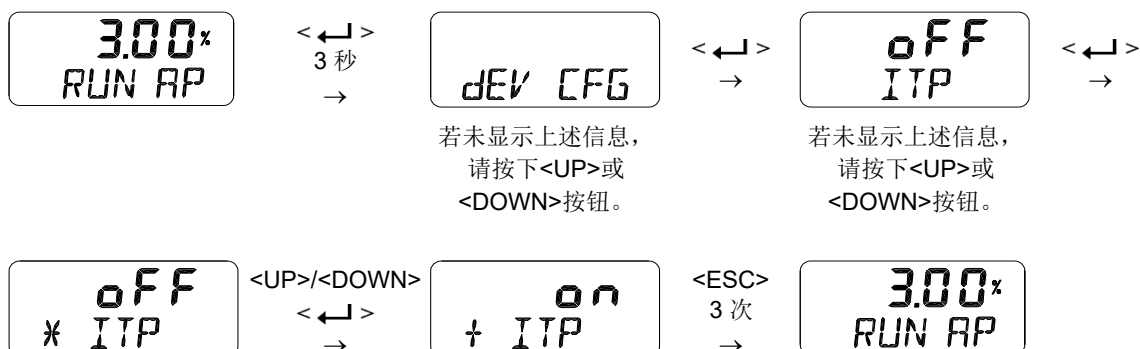 3.00%
RUN AP
< ↵ >
3 秒
→
dEV CFG
若未显示上述信息，
请按下<UP>或
<DOWN>按钮。
< ↵ >
→
oFF
ITP
若未显示上述信息，
请按下<UP>或
<DOWN>按钮。
< ↵ >
→
oFF
* ITP
<UP>/<DOWN>
< ↵ >
→
on
+ ITP
<ESC>
3 次
→
3.00%
RUN AP